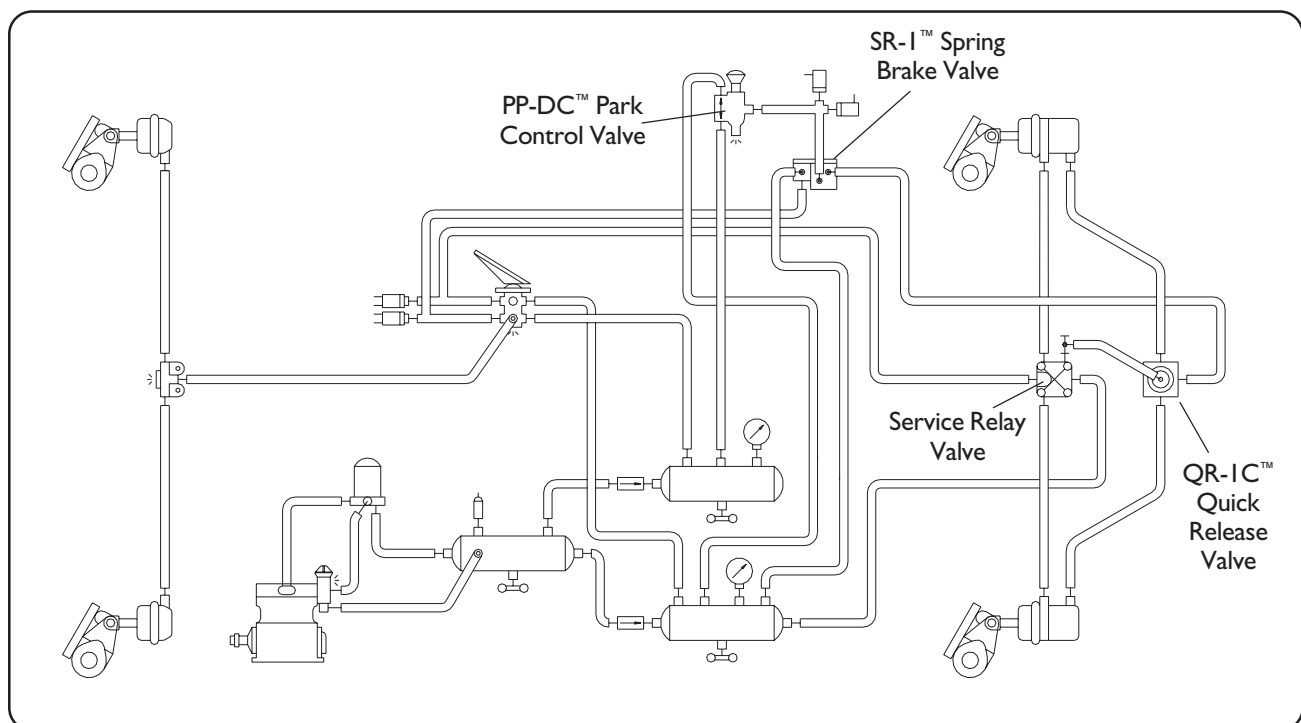 SR-1™ Spring
Brake Valve
PP-DC™ Park
Control Valve
Service Relay
Valve
QR-1C™
Quick
Release
Valve